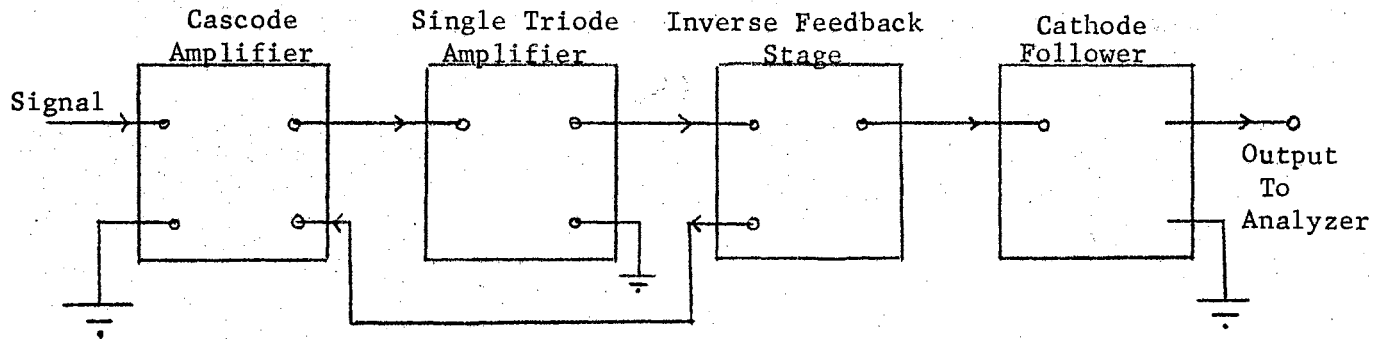 Cascode
Amplifier
Single Triode
Amplifier
Inverse Feedback
Stage
Cathode
Follower
Signal
Output
To
Analyzer